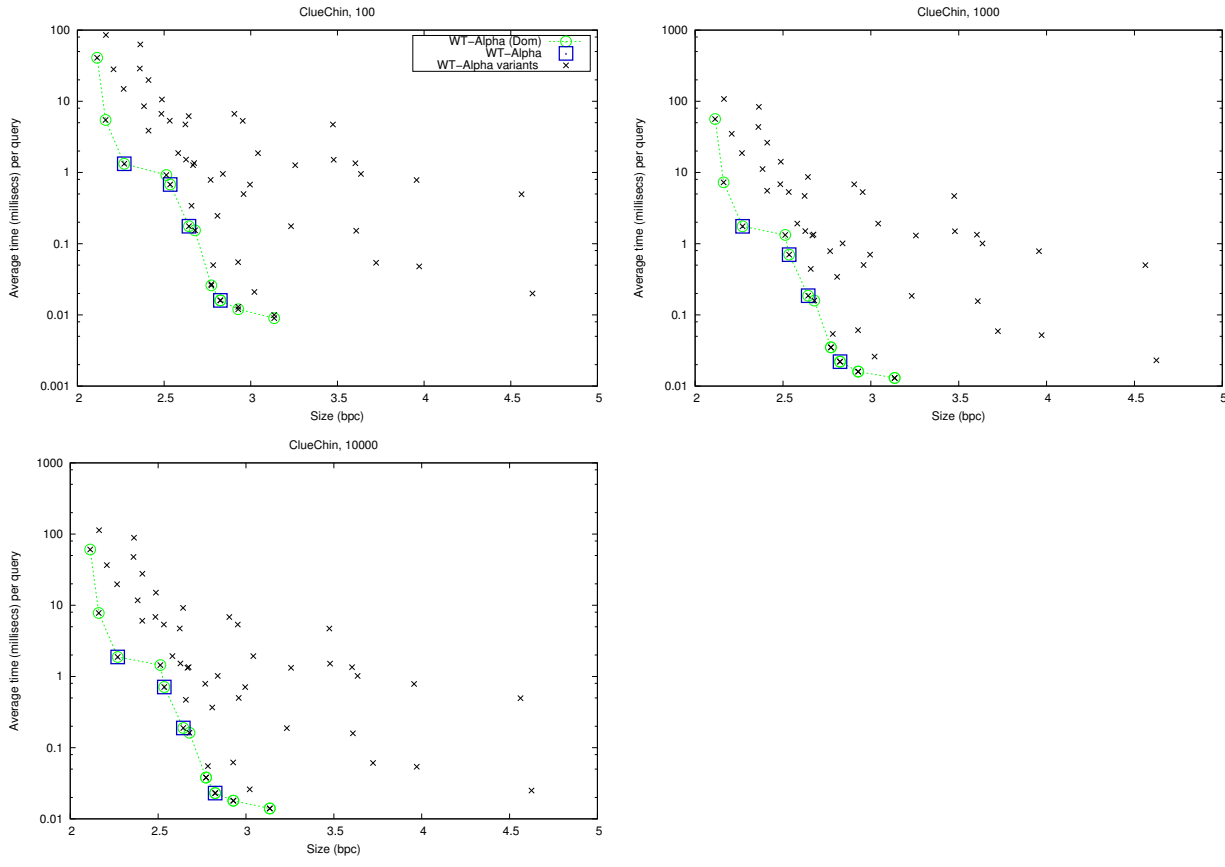 ClueChin, 100
Average time (millisecs) per query
100
10
1
0.1
0.01
0.001
WT-Alpha (Dom)
WT-Alpha
WT-Alpha variants
2 2.5 3 3.5 4 4.5 5
Size (bpc)
ClueChin, 1000
Average time (millisecs) per query
1000
100
10
1
0.1
0.01
2 2.5 3 3.5 4 4.5 5
Size (bpc)
ClueChin, 10000
Average time (millisecs) per query
1000
100
10
1
0.1
0.01
2 2.5 3 3.5 4 4.5 5
Size (bpc)